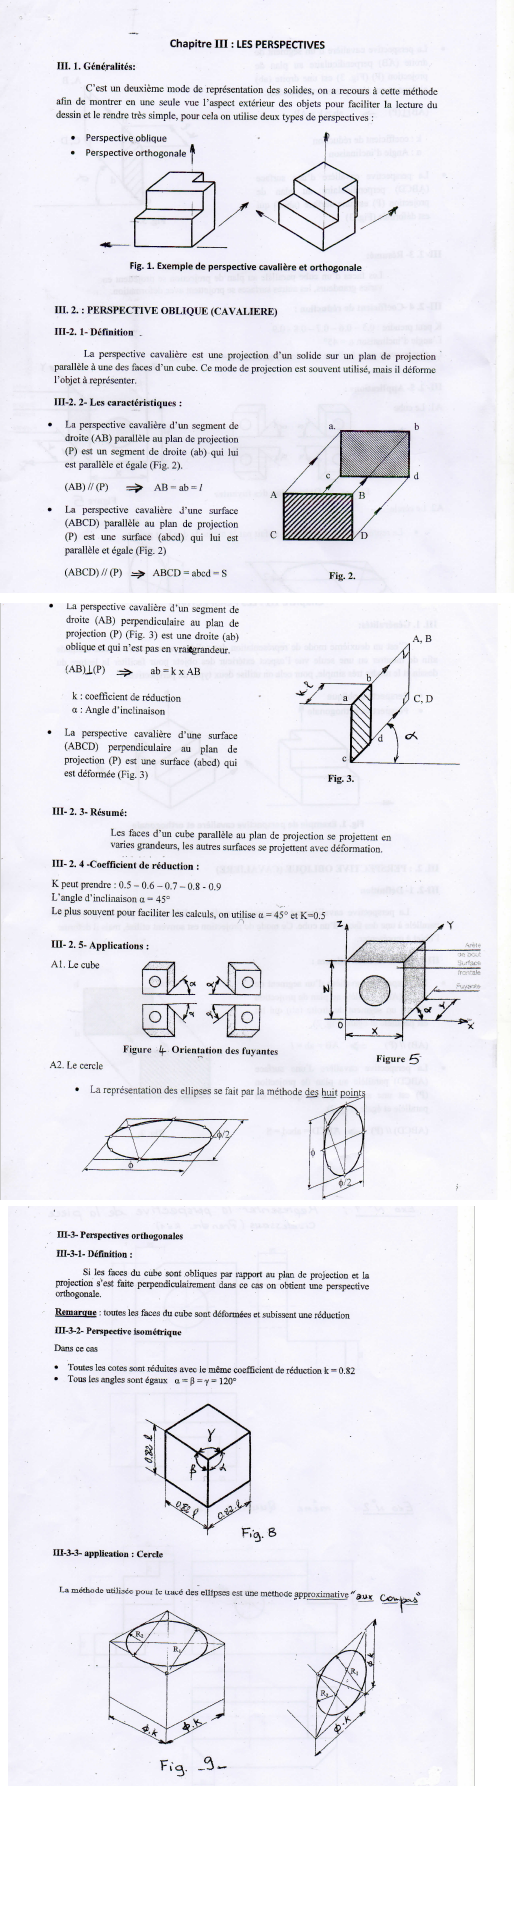 Chapitre III : LES PERSPECTIVES
III. 1. Généralités:
C'est un deuxième mode de représentation des solides, on a recours à cette méthode
afin de montrer en une seule vue l'aspect extérieur des objets pour faciliter la lecture du
dessin et le rendre très simple, pour cela on utilise deux types de perspectives :
• Perspective oblique
• Perspective orthogonale
Fig. 1. Exemple de perspective cavalière et orthogonale
III. 2. : PERSPECTIVE OBLIQUE (CAVALIERE)
III-2. 1- Définition .
La perspective cavalière est une projection d'un solide sur un plan de projection
parallèle à une des faces d'un cube. Ce mode de projection est souvent utilisé, mais il déforme
l'objet à représenter.
III-2. 2- Les caractéristiques :
• La perspective cavalière d'un segment de
droite (AB) parallèle au plan de projection
(P) est un segment de droite (ab) qui lui
est parallèle et égale (Fig. 2).
(AB) // (P) ⇒ AB = ab = l
• La perspective cavalière d'une surface
(ABCD) parallèle au plan de projection
(P) est une surface (abcd) qui lui est
parallèle et égale (Fig. 2)
(ABCD) // (P) ⇒ ABCD = abcd = S
a. b
c d
A B
C D
Fig. 2.
• La perspective cavalière d'un segment de
droite (AB) perpendiculaire au plan de
projection (P) (Fig. 3) est une droite (ab)
oblique et qui n'est pas en vraie grandeur.
(AB)⊥(P) ⇒ ab = k x AB
k : coefficient de réduction
α : Angle d'inclinaison
• La perspective cavalière d'une surface
(ABCD) perpendiculaire au plan de
projection (P) est une surface (abcd) qui
est déformée (Fig. 3)
A, B
k.l
b
a
C, D
d
α
c
Fig. 3.
III- 2. 3- Résumé:
Les faces d'un cube parallèle au plan de projection se projettent en
varies grandeurs, les autres surfaces se projettent avec déformation.
III- 2. 4 -Coefficient de réduction :
K peut prendre : 0.5 – 0.6 – 0.7 – 0.8 - 0.9
L'angle d'inclinaison α = 45°
Le plus souvent pour faciliter les calculs, on utilise α = 45° et K=0.5
III- 2. 5- Applications :
A1. Le cube
α α
α α
Figure 4 Orientation des fuyantes
Z Y
Arête
de bout
Surface
frontale
Fuyante
Z
α
O X X
Figure 5
A2. Le cercle
• La représentation des ellipses se fait par la méthode des huit points
ϕ/2
ϕ
ϕ
ϕ/2
III-3- Perspectives orthogonales
III-3-1- Définition :
Si les faces du cube sont obliques par rapport au plan de projection et la
projection s'est faite perpendiculairement dans ce cas on obtient une perspective
orthogonale.
Remarque : toutes les faces du cube sont déformées et subissent une réduction
III-3-2- Perspective isométrique
Dans ce cas
• Toutes les cotes sont réduites avec le même coefficient de réduction k = 0.82
• Tous les angles sont égaux α = β = γ = 120°
0.82 l
γ
β α
0.82 l 0.82 l
Fig. 8
III-3-3- application : Cercle
La méthode utilisée pour le tracé des ellipses est une méthode approximative "aux compas"
R₂
R₁
ϕ.k ϕ.k
R₁
R₂
ϕ.k
ϕ.k
Fig. _9_